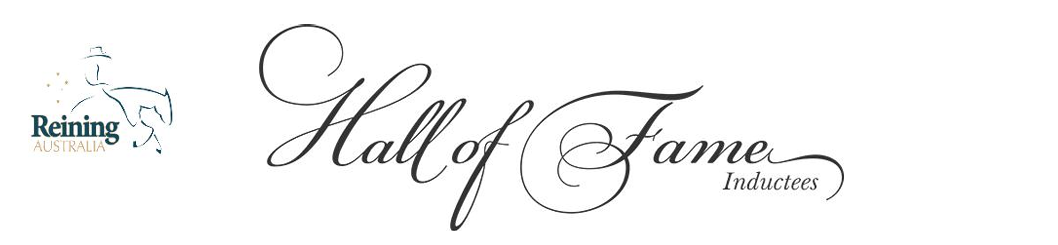 Reining
AUSTRALIA
Hall of Fame
Inductees